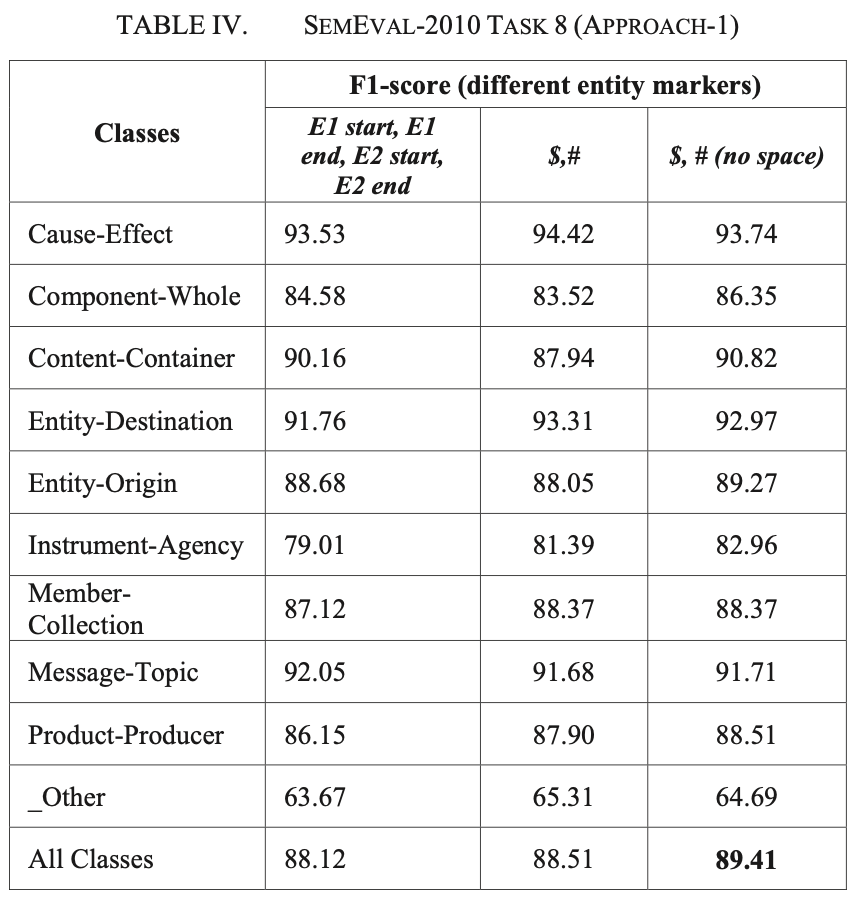 TABLE IV. SEMEVAL-2010 TASK 8 (APPROACH-1)
Classes
F1-score (different entity markers)
E1 start, E1
end, E2 start,
E2 end
$,#
$, # (no space)
Cause-Effect 93.53 94.42 93.74
Component-Whole 84.58 83.52 86.35
Content-Container 90.16 87.94 90.82
Entity-Destination 91.76 93.31 92.97
Entity-Origin 88.68 88.05 89.27
Instrument-Agency 79.01 81.39 82.96
Member-
Collection 87.12 88.37 88.37
Message-Topic 92.05 91.68 91.71
Product-Producer 86.15 87.90 88.51
_Other 63.67 65.31 64.69
All Classes 88.12 88.51 89.41